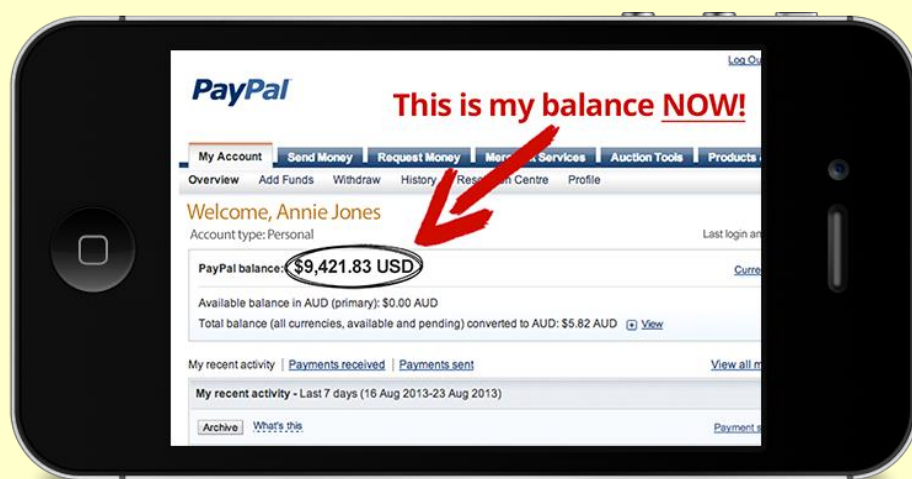 Log Ou
PayPal
This is my balance NOW!
My Account Send Money Request Money Services Auction Tools Products
Overview Add Funds Withdraw History Centre Profile
Welcome, Annie Jones
Account type: Personal Last login an
PayPal balance: $9,421.83 USD Curre
Available balance in AUD (primary): $0.00 AUD
Total balance (all currencies, available and pending) converted to AUD: $5.82 AUD View
My recent activity | Payments received | Payments sent View all m
My recent activity - Last 7 days (16 Aug 2013-23 Aug 2013)
Archive What's this Payment s